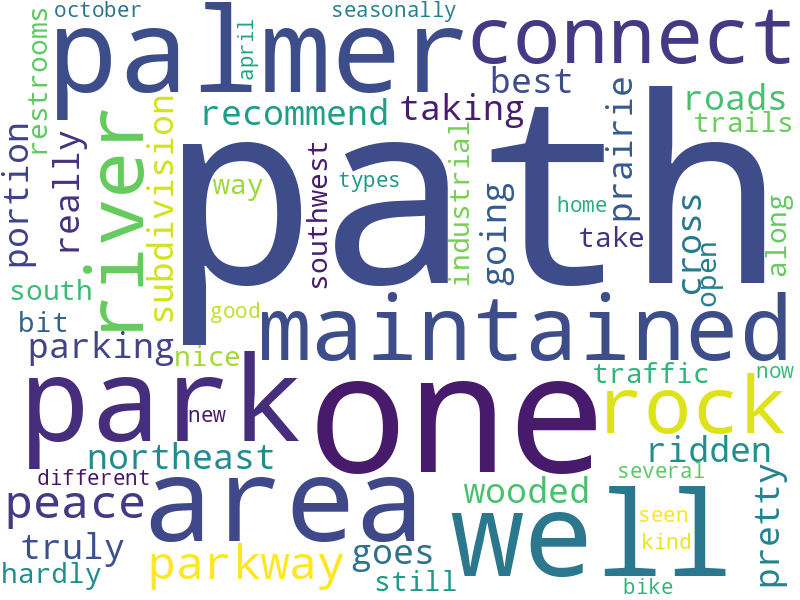 october
seasonally
palmer
connect
restrooms
april
best
recommend
taking
roads
trails
portion
really
river
subdivision
path
way
southwest
types
industrial
going
home
prairie
take
cross
open
along
south
bit
good
maintained
parking
nice
traffic
now
park
new
one
rock
northeast
ridden
different
several
peace
area
wooded
well
seen
kind
pretty
truly
parkway
goes
hardly
still
bike